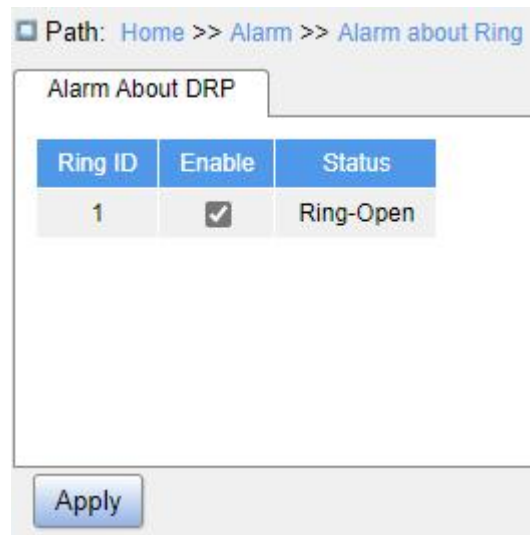 Path: Home >> Alarm >> Alarm about Ring
Alarm About DRP
Ring ID Enable Status
1 Ring-Open
Apply